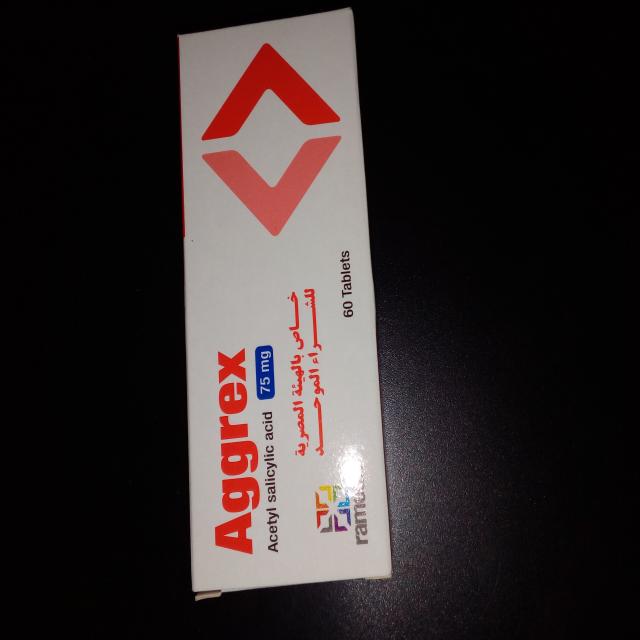 Aggrex
Acetyl salicylic acid 75 mg
خاص بالهيئة المصرية
للشراء الموحد
60 Tablets